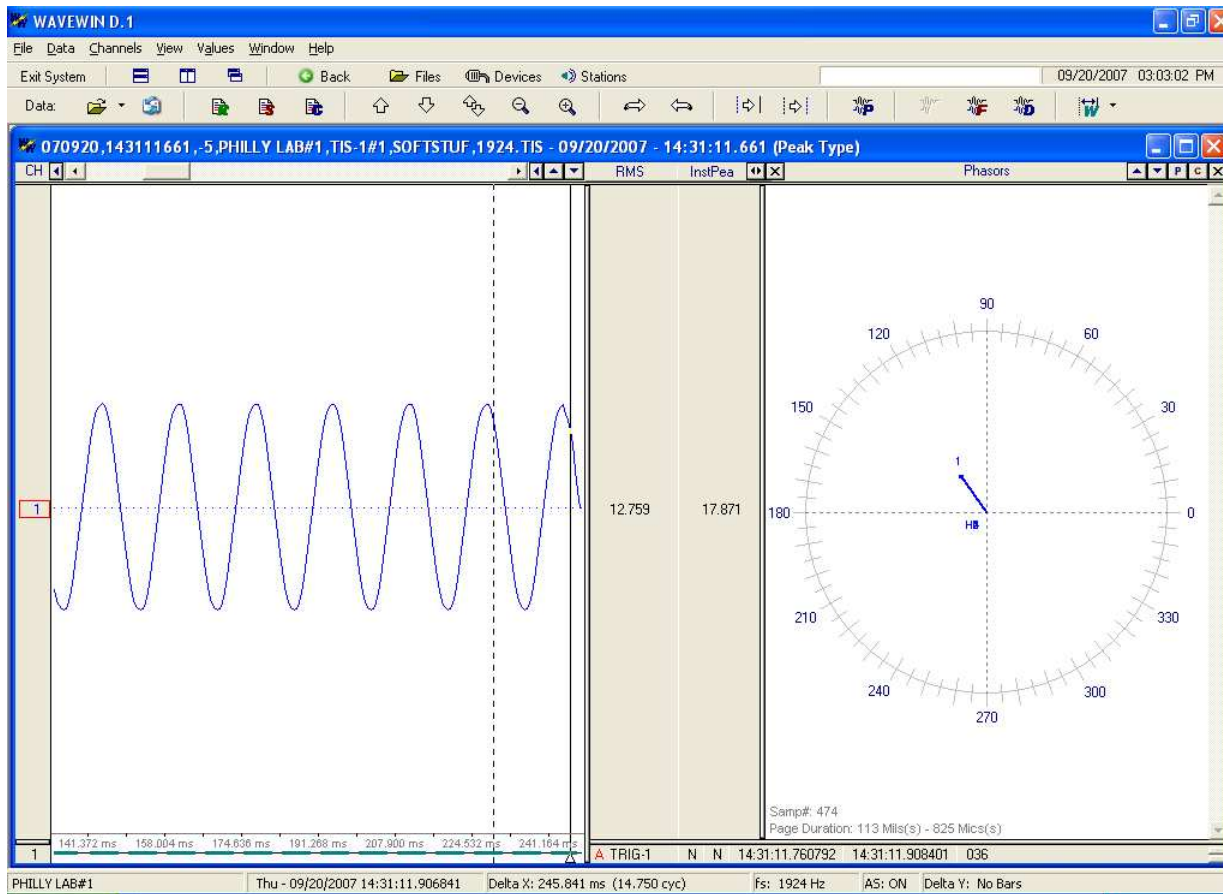 WAVEWIN D.1
File Data Channels View Values Window Help
Exit System Back Files Devices Stations 09/20/2007 03:03:02 PM
Data:
070920,143111661,-5,PHILLY LAB#1,TIS-1#1,SOFTSTUF,1924.TIS - 09/20/2007 - 14:31:11.661 (Peak Type)
CH RMS InstPea Phasors P C
90
120 60
150 30
1
1 12.759 17.871 180 0
210 330
240 300
270
Samp#: 474
Page Duration: 113 Mils(s) - 825 Mics(s)
141.372 ms 158.004 ms 174.636 ms 191.268 ms 207.900 ms 224.532 ms 241.164 ms
1 A TRIG-1 N N 14:31:11.760792 14:31:11.908401 036
PHILLY LAB#1 Thu - 09/20/2007 14:31:11.906841 Delta X: 245.841 ms (14.750 cyc) fs: 1924 Hz AS: ON Delta Y: No Bars